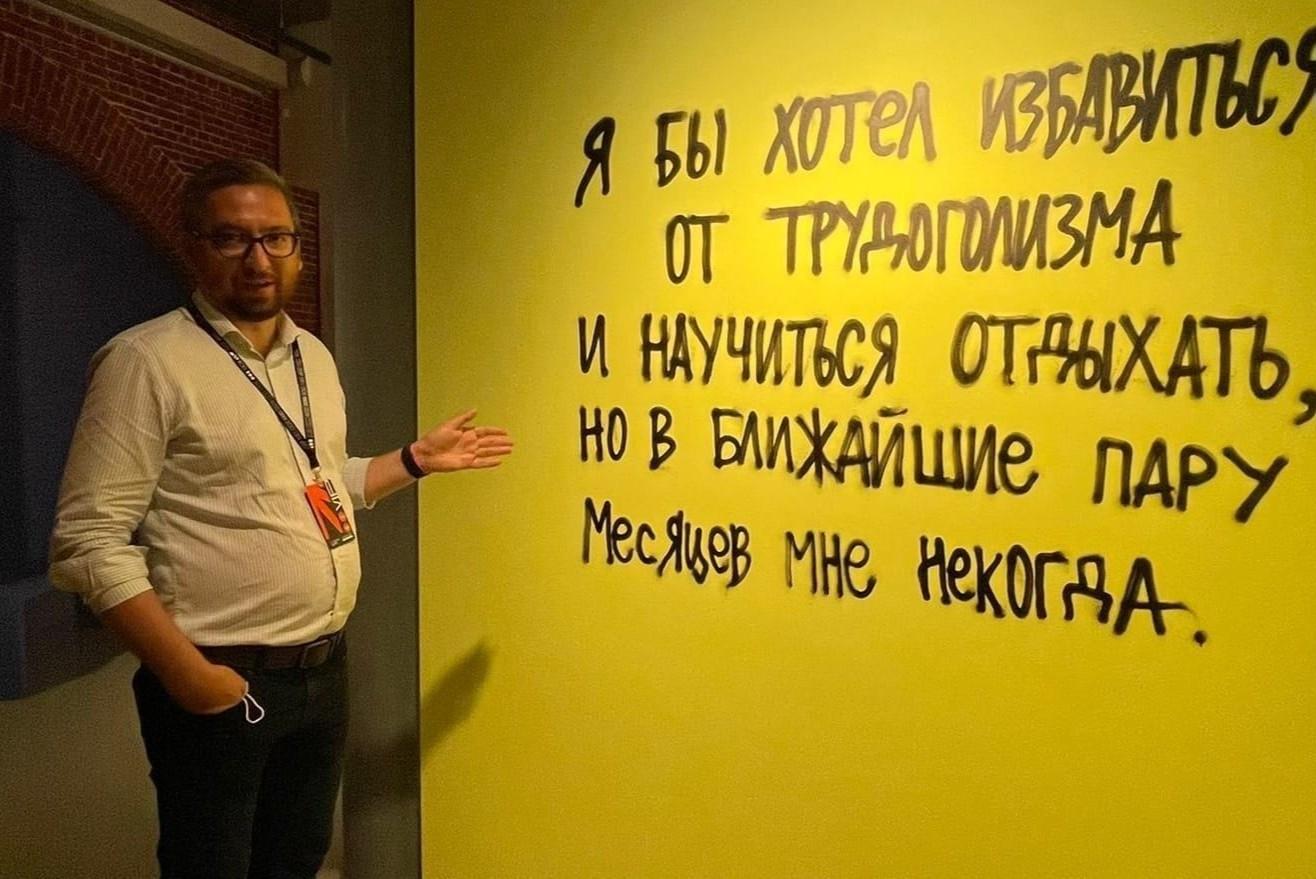 Я БЫ ХОТЕЛ ИЗБАВИТЬСЯ
ОТ ТРУДОГОЛИЗМА
И НАУЧИТЬСЯ ОТДЫХАТЬ,
НО В БЛИЖАЙШИЕ ПАРУ
МЕСЯЦЕВ МНЕ НЕКОГДА.